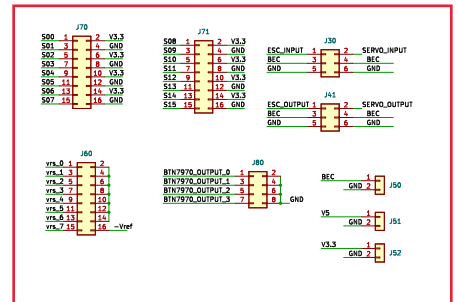 J70
S00 1 2 V3.3
S01 3 4 GND
S02 5 6 V3.3
S03 7 8 GND
S04 9 10 V3.3
S05 11 12 GND
S06 13 14 V3.3
S07 15 16 GND
J71
S08 1 2 V3.3
S09 3 4 GND
S10 5 6 V3.3
S11 7 8 GND
S12 9 10 V3.3
S13 11 12 GND
S14 13 14 V3.3
S15 15 16 GND
J30
ESC_INPUT 1 2 SERVO_INPUT
BEC 3 4 BEC
GND 5 6 GND
J41
ESC_OUTPUT 1 2 SERVO_OUTPUT
BEC 3 4 BEC
GND 5 6 GND
J60
vrs_0 1 2
vrs_1 3 4
vrs_2 5 6
vrs_3 7 8
vrs_4 9 10
vrs_5 11 12
vrs_6 13 14
vrs_7 15 16 -Vref
J80
BTN7970_OUTPUT_0 1 2
BTN7970_OUTPUT_1 3 4
BTN7970_OUTPUT_2 5 6
BTN7970_OUTPUT_3 7 8 GND
BEC 1
GND 2 J50
V5 1
GND 2 J51
V3.3 1
GND 2 J52